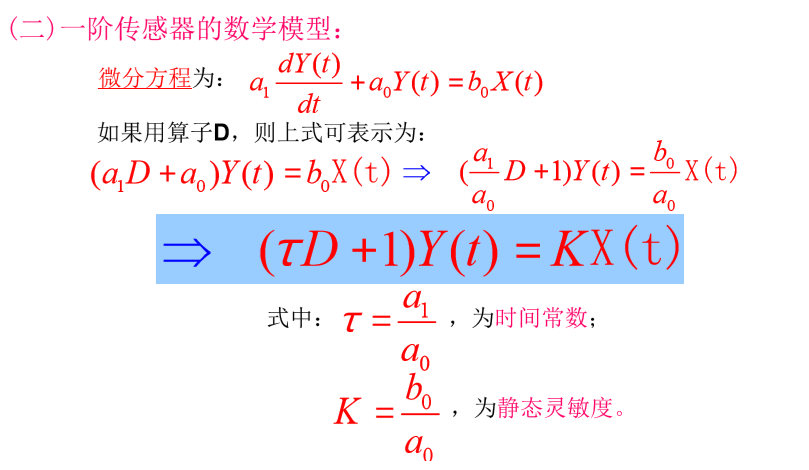 (二)一阶传感器的数学模型：
微分方程为： a₁ dY(t)/dt + a₀Y(t) = b₀X(t)
如果用算子D，则上式可表示为：
(a₁D + a₀)Y(t) = b₀X(t) ⇒ (a₁/a₀ D + 1)Y(t) = b₀/a₀ X(t)
⇒ (τD + 1)Y(t) = KX(t)
式中： τ = a₁/a₀ ，为时间常数；
K = b₀/a₀ ，为静态灵敏度。